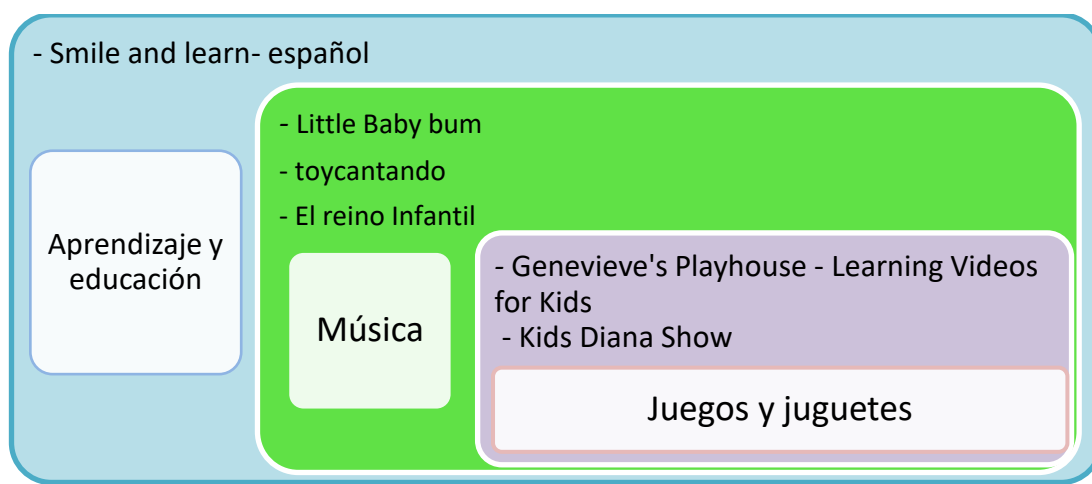 - Smile and learn- español
- Little Baby bum
- toycantando
- El reino Infantil
Aprendizaje y
educación
Música
- Genevieve's Playhouse - Learning Videos
for Kids
- Kids Diana Show
Juegos y juguetes